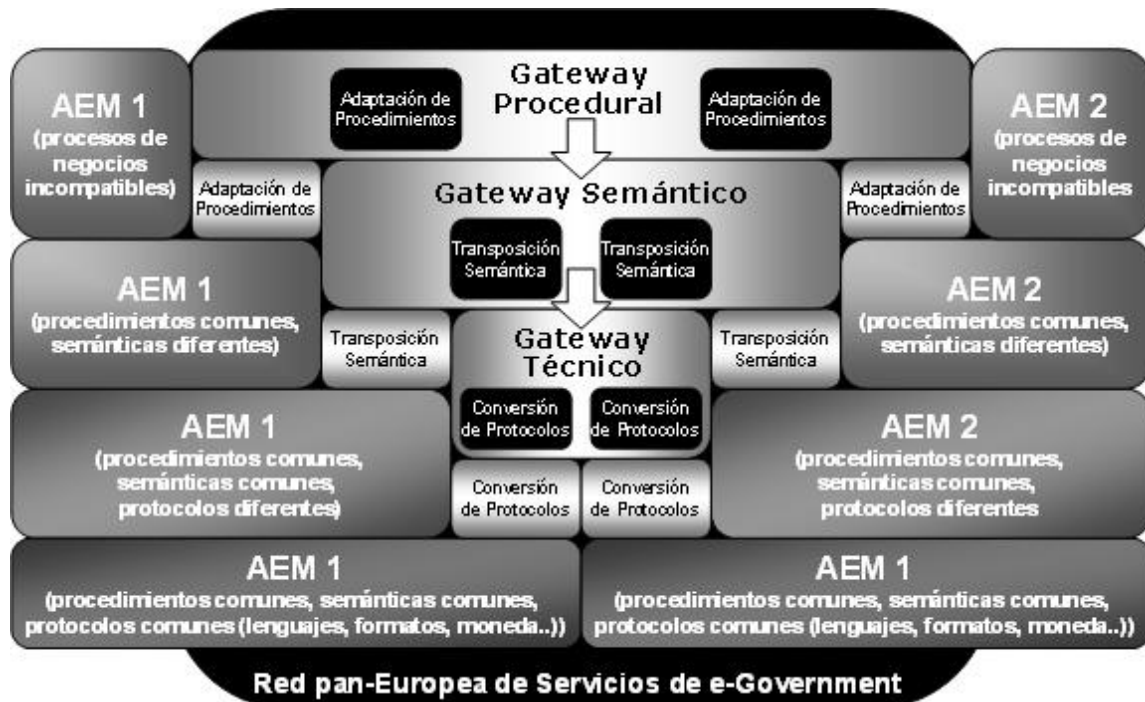 Gateway
Procedural
Adaptación de
Procedimientos
Adaptación de
Procedimientos
AEM 1
(procesos de
negocios
incompatibles)
AEM 2
(procesos de
negocios
incompatibles
Adaptación de
Procedimientos
Gateway Semántico
Adaptación de
Procedimientos
Transposición
Semántica
Transposición
Semántica
AEM 1
(procedimientos comunes,
semánticas diferentes)
AEM 2
(procedimientos comunes,
semánticas diferentes)
Transposición
Semántica
Gateway
Técnico
Transposición
Semántica
Conversión
de Protocolos
Conversión
de Protocolos
AEM 1
(procedimientos comunes,
semánticas comunes,
protocolos diferentes)
AEM 2
(procedimientos comunes,
semánticas comunes,
protocolos diferentes
Conversión
de Protocolos
Conversión
de Protocolos
AEM 1
(procedimientos comunes, semánticas comunes,
protocolos comunes (lenguajes, formatos, moneda..))
AEM 1
(procedimientos comunes, semánticas comunes,
protocolos comunes (lenguajes, formatos, moneda..))
Red pan-Europea de Servicios de e-Government